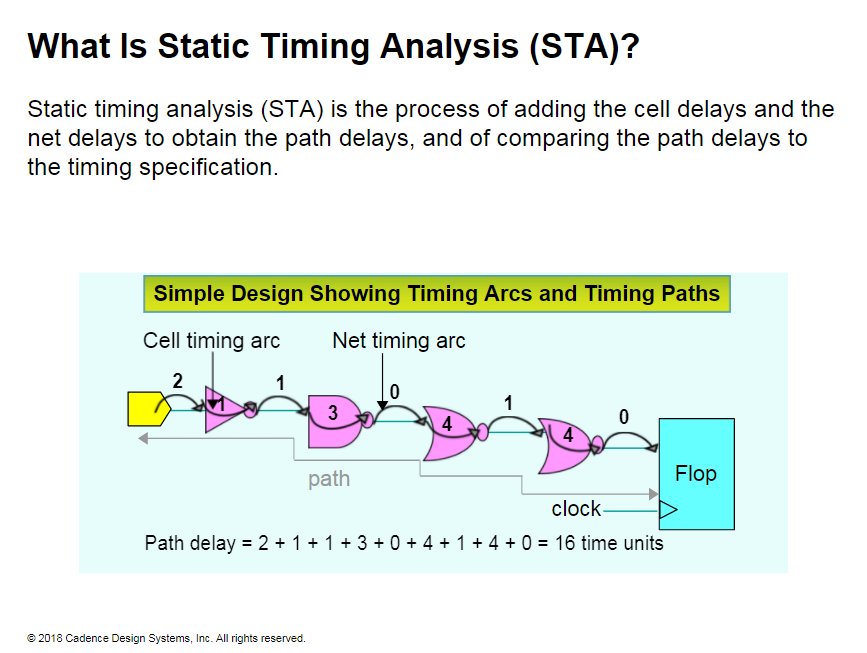 What Is Static Timing Analysis (STA)?
Static timing analysis (STA) is the process of adding the cell delays and the
net delays to obtain the path delays, and of comparing the path delays to
the timing specification.
Simple Design Showing Timing Arcs and Timing Paths
Cell timing arc
Net timing arc
2
1
1
3
0
4
1
4
0
Flop
path
clock
Path delay = 2 + 1 + 1 + 3 + 0 + 4 + 1 + 4 + 0 = 16 time units
© 2018 Cadence Design Systems, Inc. All rights reserved.